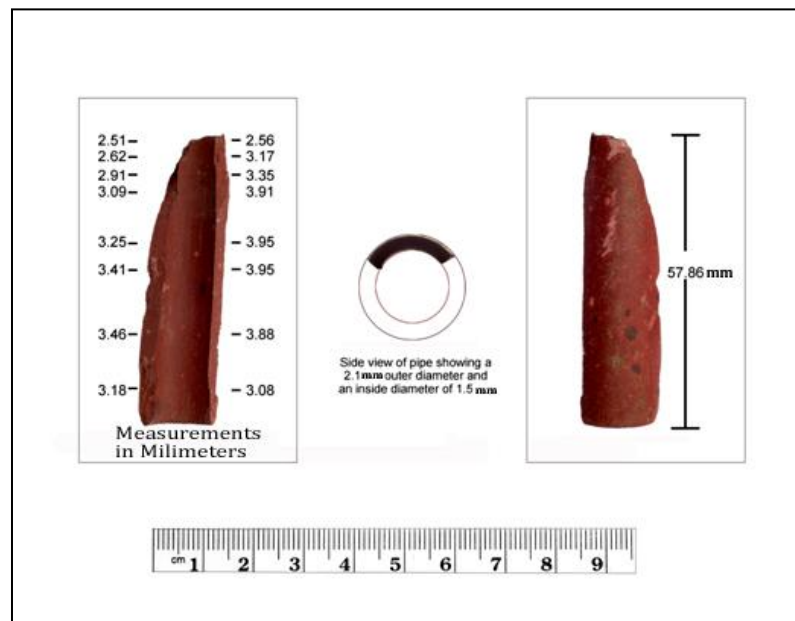 2.51
2.56
2.62
3.17
2.91
3.35
3.09
3.91
3.25
3.95
3.41
3.95
3.46
3.88
3.18
3.08
Measurements
in Milimeters
Side view of pipe showing a
2.1mm outer diameter and
an inside diameter of 1.5 mm
57.86 mm
cm 1 2 3 4 5 6 7 8 9